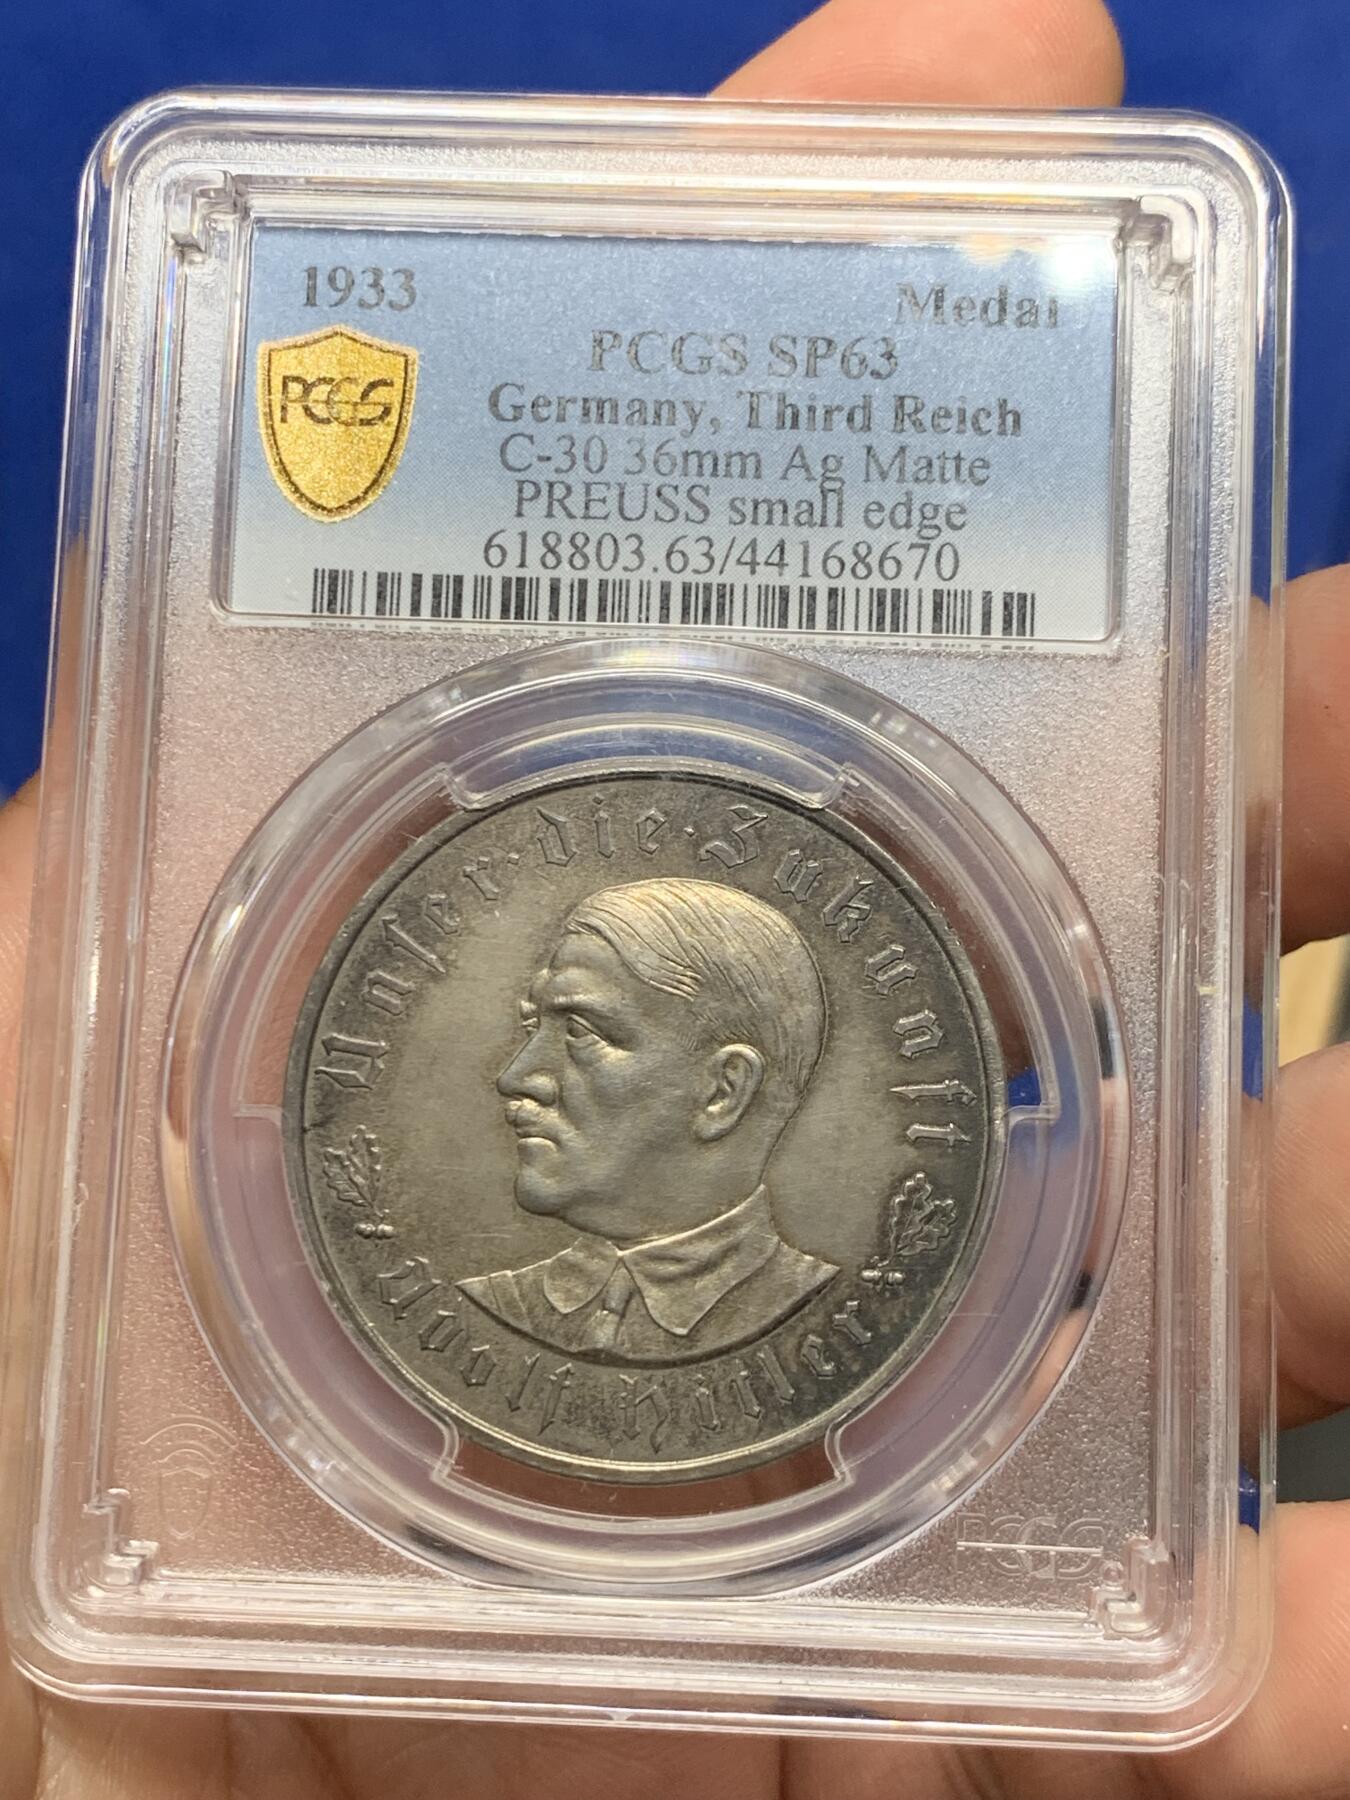 1933
Medal
PCGS
PCGS SP63
Germany, Third Reich
C-30 36mm Ag Matte
PREUSS small edge
618803.63/44168670
Unser · die · Zukunft
Adolf Hitler
PCGS